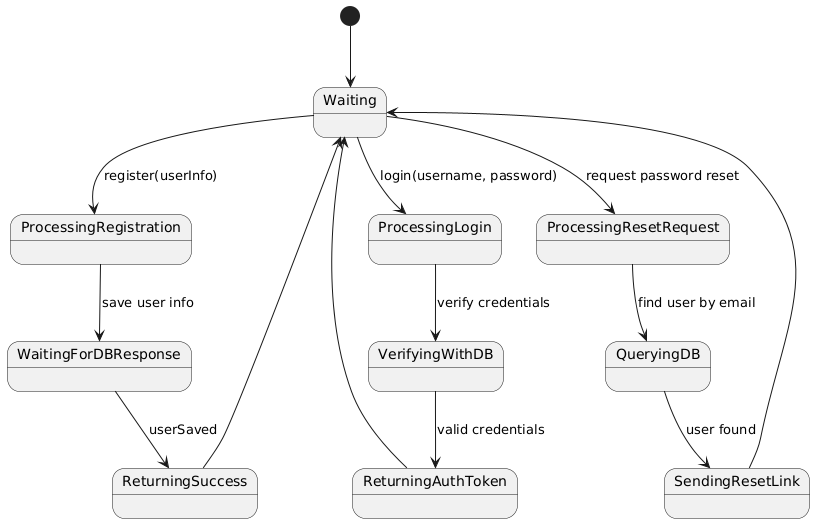 Waiting
register(userInfo)
login(username, password)
request password reset
ProcessingRegistration
ProcessingLogin
ProcessingResetRequest
save user info
verify credentials
find user by email
WaitingForDBResponse
VerifyingWithDB
QueryingDB
userSaved
valid credentials
user found
ReturningSuccess
ReturningAuthToken
SendingResetLink